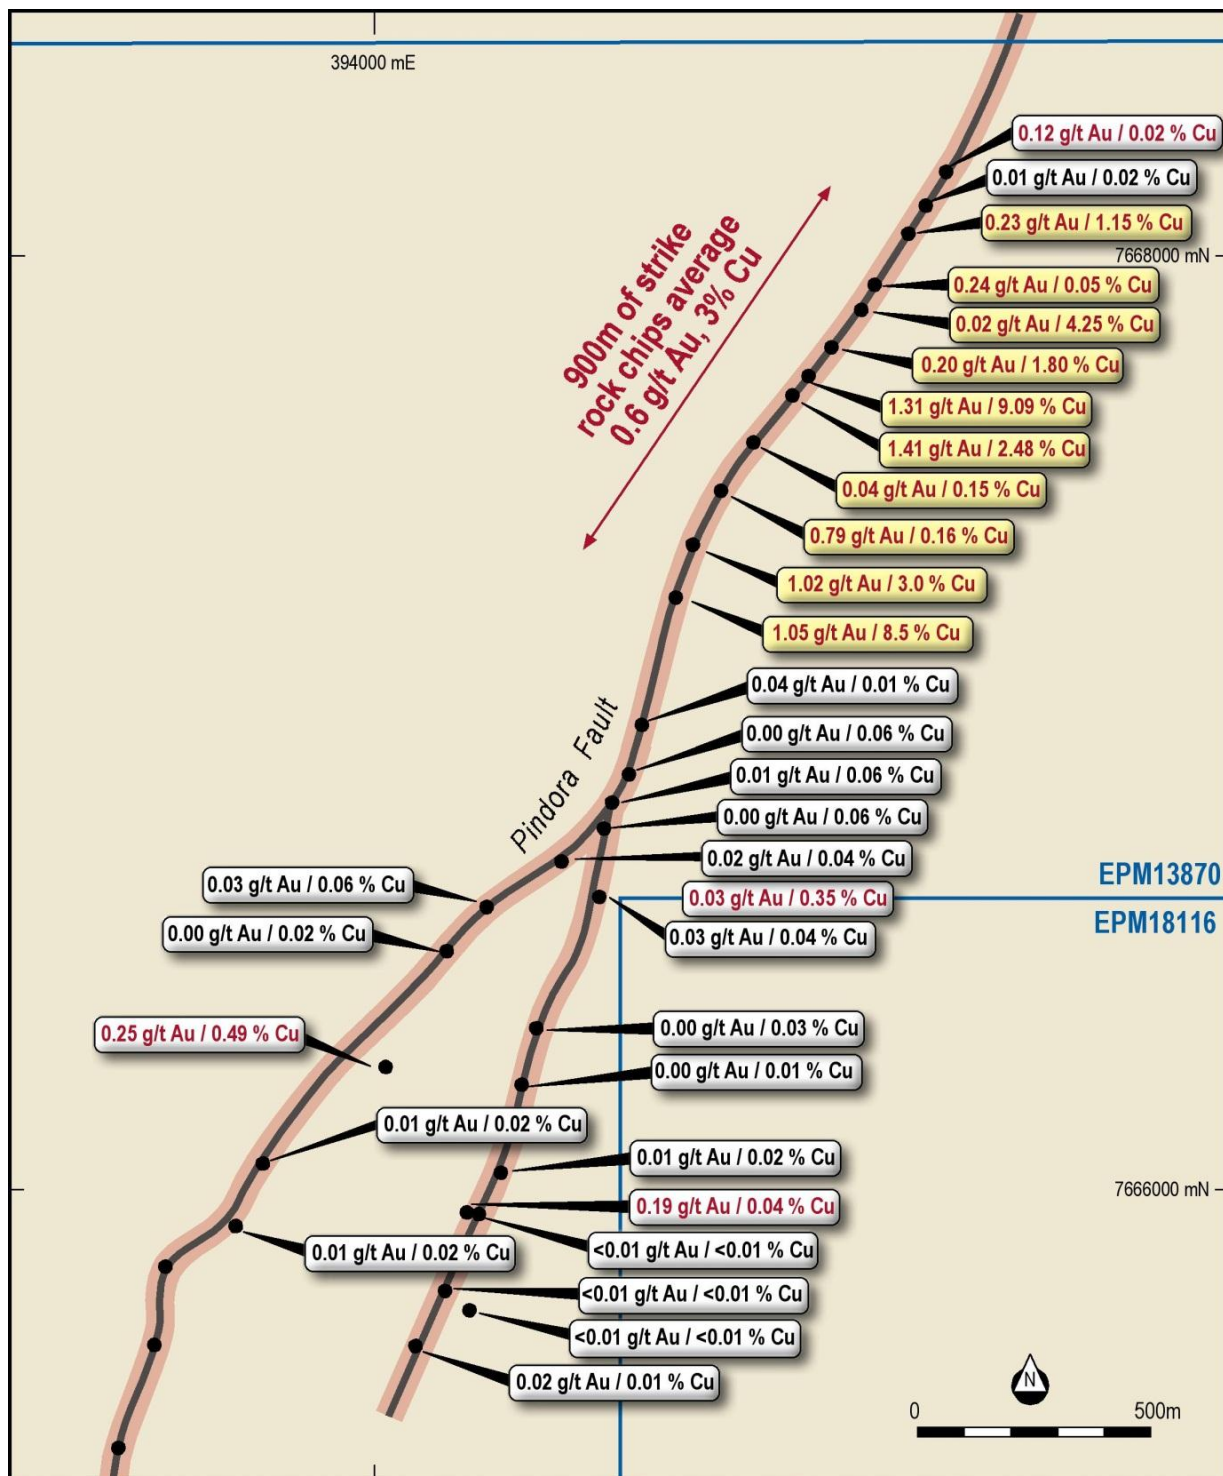 394000 mE
0.12 g/t Au / 0.02 % Cu
0.01 g/t Au / 0.02 % Cu
0.23 g/t Au / 1.15 % Cu
7668000 mN
900m of strike
rock chips average
0.6 g/t Au, 3% Cu
0.24 g/t Au / 0.05 % Cu
0.02 g/t Au / 4.25 % Cu
0.20 g/t Au / 1.80 % Cu
1.31 g/t Au / 9.09 % Cu
1.41 g/t Au / 2.48 % Cu
0.04 g/t Au / 0.15 % Cu
0.79 g/t Au / 0.16 % Cu
1.02 g/t Au / 3.0 % Cu
1.05 g/t Au / 8.5 % Cu
0.04 g/t Au / 0.01 % Cu
0.00 g/t Au / 0.06 % Cu
Pindora Fault
0.01 g/t Au / 0.06 % Cu
0.00 g/t Au / 0.06 % Cu
0.02 g/t Au / 0.04 % Cu
0.03 g/t Au / 0.06 % Cu
EPM13870
0.03 g/t Au / 0.35 % Cu
EPM18116
0.00 g/t Au / 0.02 % Cu
0.03 g/t Au / 0.04 % Cu
0.25 g/t Au / 0.49 % Cu
0.00 g/t Au / 0.03 % Cu
0.00 g/t Au / 0.01 % Cu
0.01 g/t Au / 0.02 % Cu
0.01 g/t Au / 0.02 % Cu
7666000 mN
0.19 g/t Au / 0.04 % Cu
0.01 g/t Au / 0.02 % Cu
<0.01 g/t Au / <0.01 % Cu
<0.01 g/t Au / <0.01 % Cu
<0.01 g/t Au / <0.01 % Cu
0.02 g/t Au / 0.01 % Cu
N
0 500m